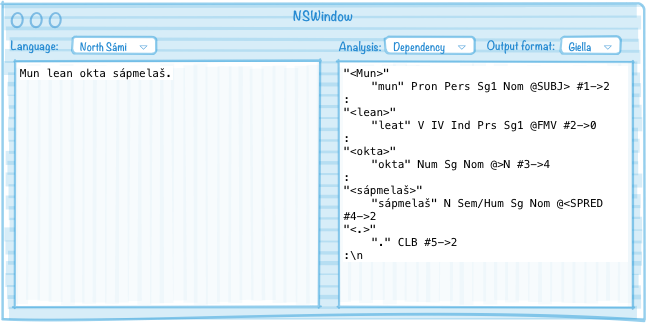 NSWindow
Language: North Sámi
Analysis: Dependency Output format: Giella
Mun lean okta sápmelaš.
"<Mun>"
"mun" Pron Pers Sg1 Nom @SUBJ> #1->2
:
"<lean>"
"leat" V IV Ind Prs Sg1 @FMV #2->0
:
"<okta>"
"okta" Num Sg Nom @>N #3->4
:
"<sápmelaš>"
"sápmelaš" N Sem/Hum Sg Nom @<SPRED
#4->2
"<.>"
"." CLB #5->2
:\n